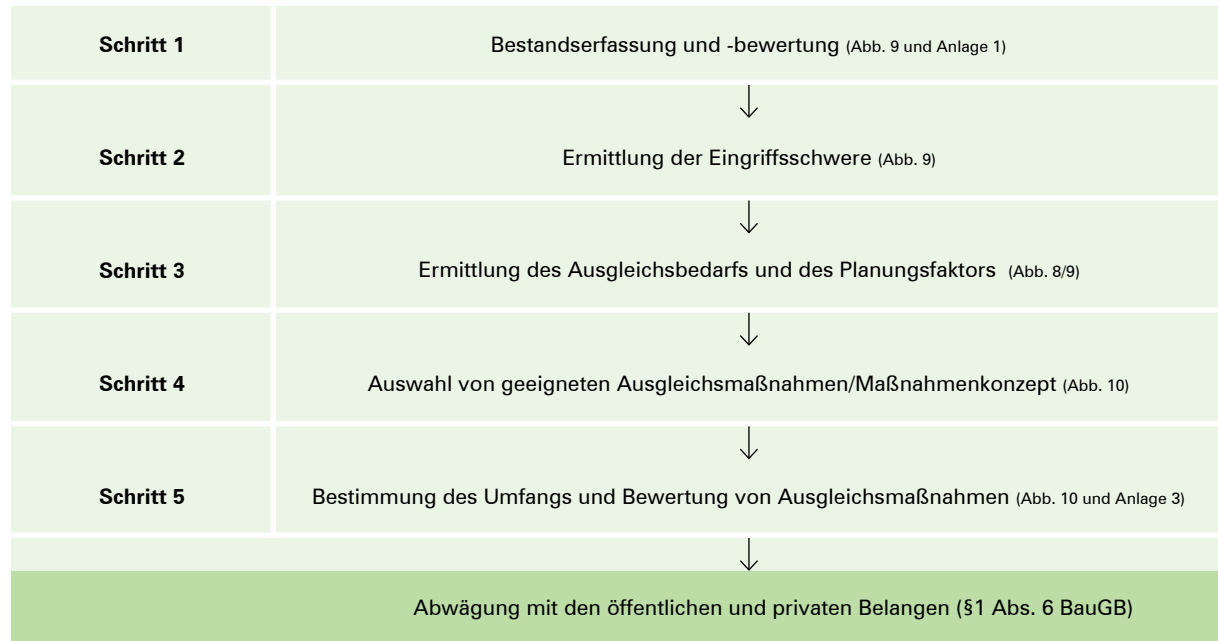 Schritt 1 Bestandserfassung und -bewertung (Abb. 9 und Anlage 1)
Schritt 2 Ermittlung der Eingriffsschwere (Abb. 9)
Schritt 3 Ermittlung des Ausgleichsbedarfs und des Planungsfaktors (Abb. 8/9)
Schritt 4 Auswahl von geeigneten Ausgleichsmaßnahmen/Maßnahmenkonzept (Abb. 10)
Schritt 5 Bestimmung des Umfangs und Bewertung von Ausgleichsmaßnahmen (Abb. 10 und Anlage 3)
Abwägung mit den öffentlichen und privaten Belangen (§1 Abs. 6 BauGB)